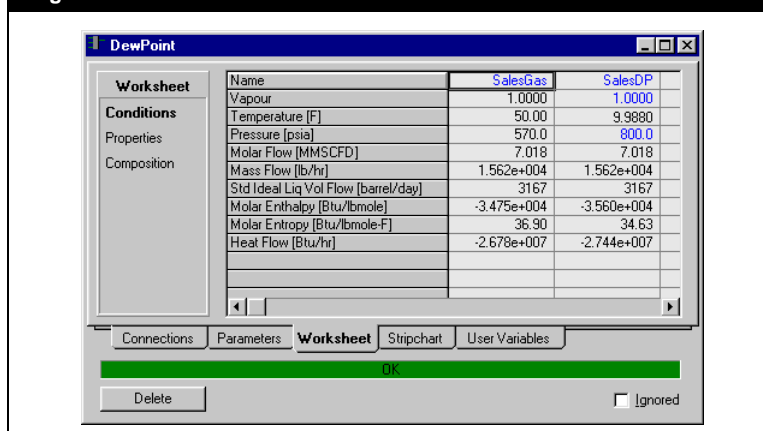 DewPoint
Worksheet
Conditions
Properties
Composition
Name SalesGas SalesDP
Vapour 1.0000 1.0000
Temperature [F] 50.00 9.9880
Pressure [psia] 570.0 800.0
Molar Flow [MMSCFD] 7.018 7.018
Mass Flow [lb/hr] 1.562e+004 1.562e+004
Std Ideal Liq Vol Flow [barrel/day] 3167 3167
Molar Enthalpy [Btu/lbmole] -3.475e+004 -3.560e+004
Molar Entropy [Btu/lbmole-F] 36.90 34.63
Heat Flow [Btu/hr] -2.678e+007 -2.744e+007
Connections Parameters Worksheet Stripchart User Variables
OK
Delete Ignored